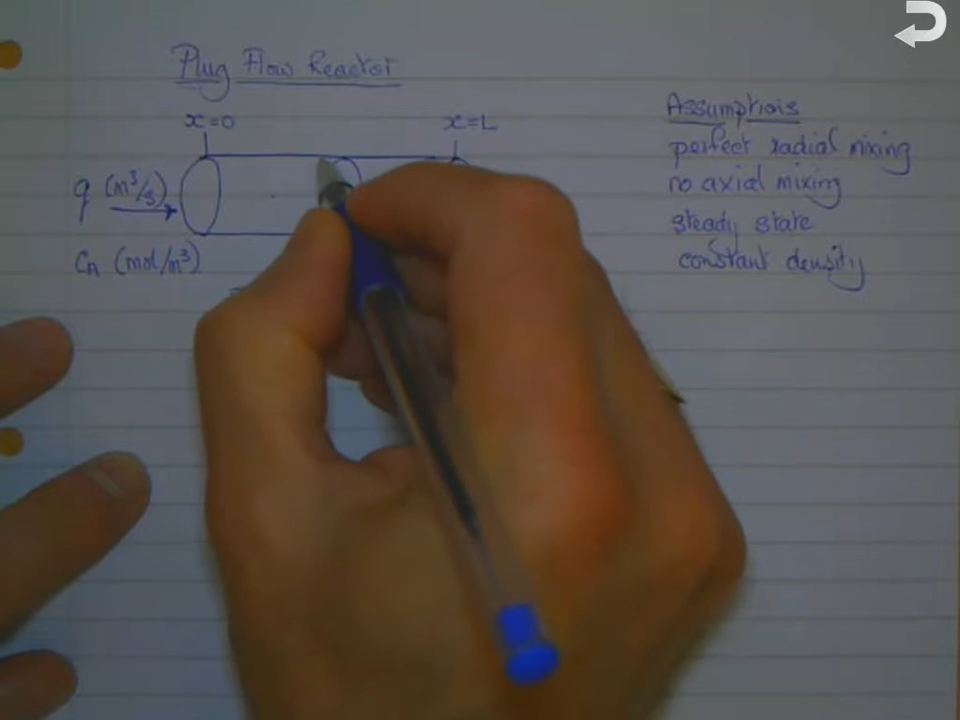 Plug Flow Reactor
x=0
x=L
q (m³/s)
CA (mol/m³)
Assumptions
perfect radial mixing
no axial mixing
steady state
constant density